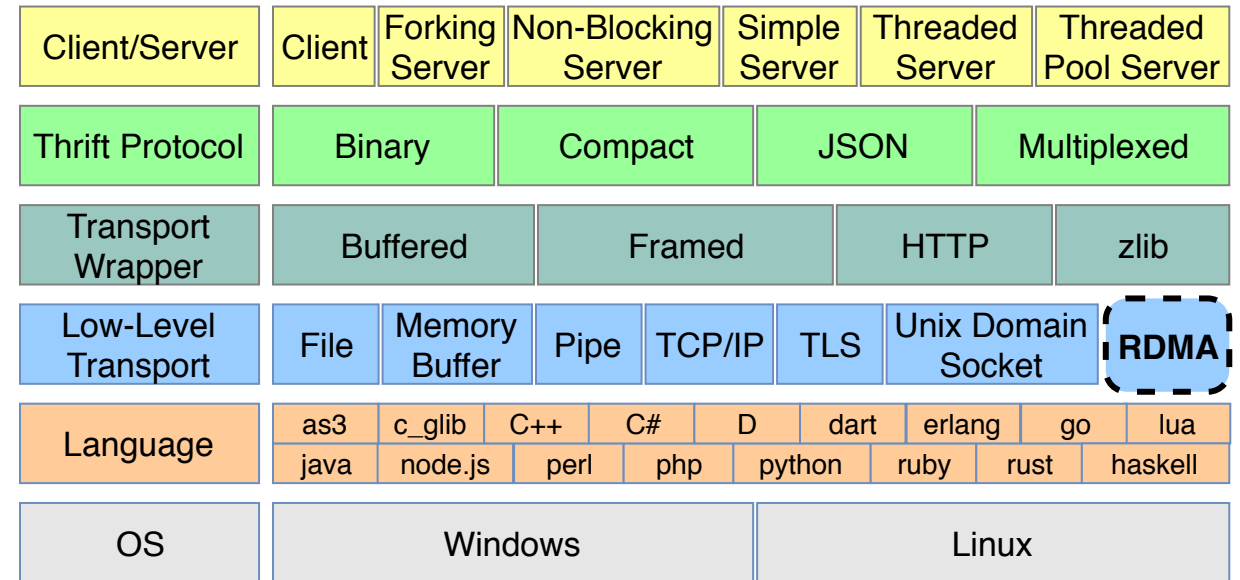 Client/Server
Client
Forking
Server
Non-Blocking
Server
Simple
Server
Threaded
Server
Threaded
Pool Server
Thrift Protocol
Binary
Compact
JSON
Multiplexed
Transport
Wrapper
Buffered
Framed
HTTP
zlib
Low-Level
Transport
File
Memory
Buffer
Pipe
TCP/IP
TLS
Unix Domain
Socket
RDMA
Language
as3
c_glib
C++
C#
D
dart
erlang
go
lua
java
node.js
perl
php
python
ruby
rust
haskell
OS
Windows
Linux